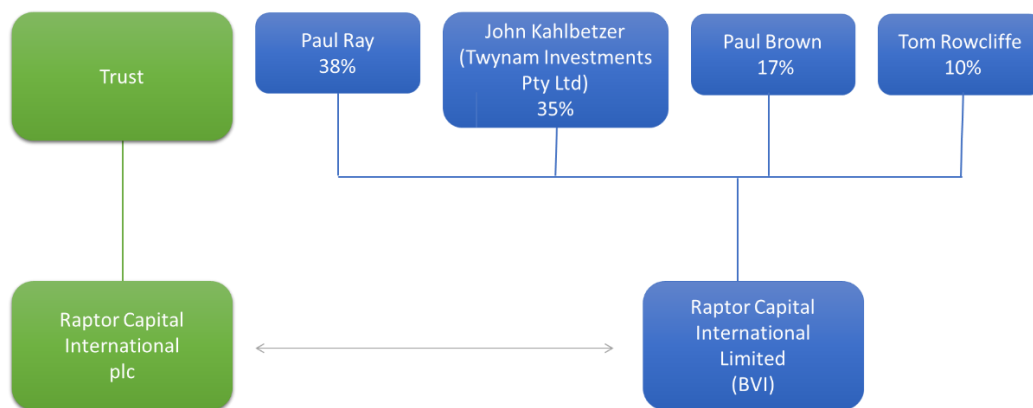 Trust
Paul Ray
38%
John Kahlbetzer
(Twynam Investments
Pty Ltd)
35%
Paul Brown
17%
Tom Rowcliffe
10%
Raptor Capital
International
plc
Raptor Capital
International
Limited
(BVI)